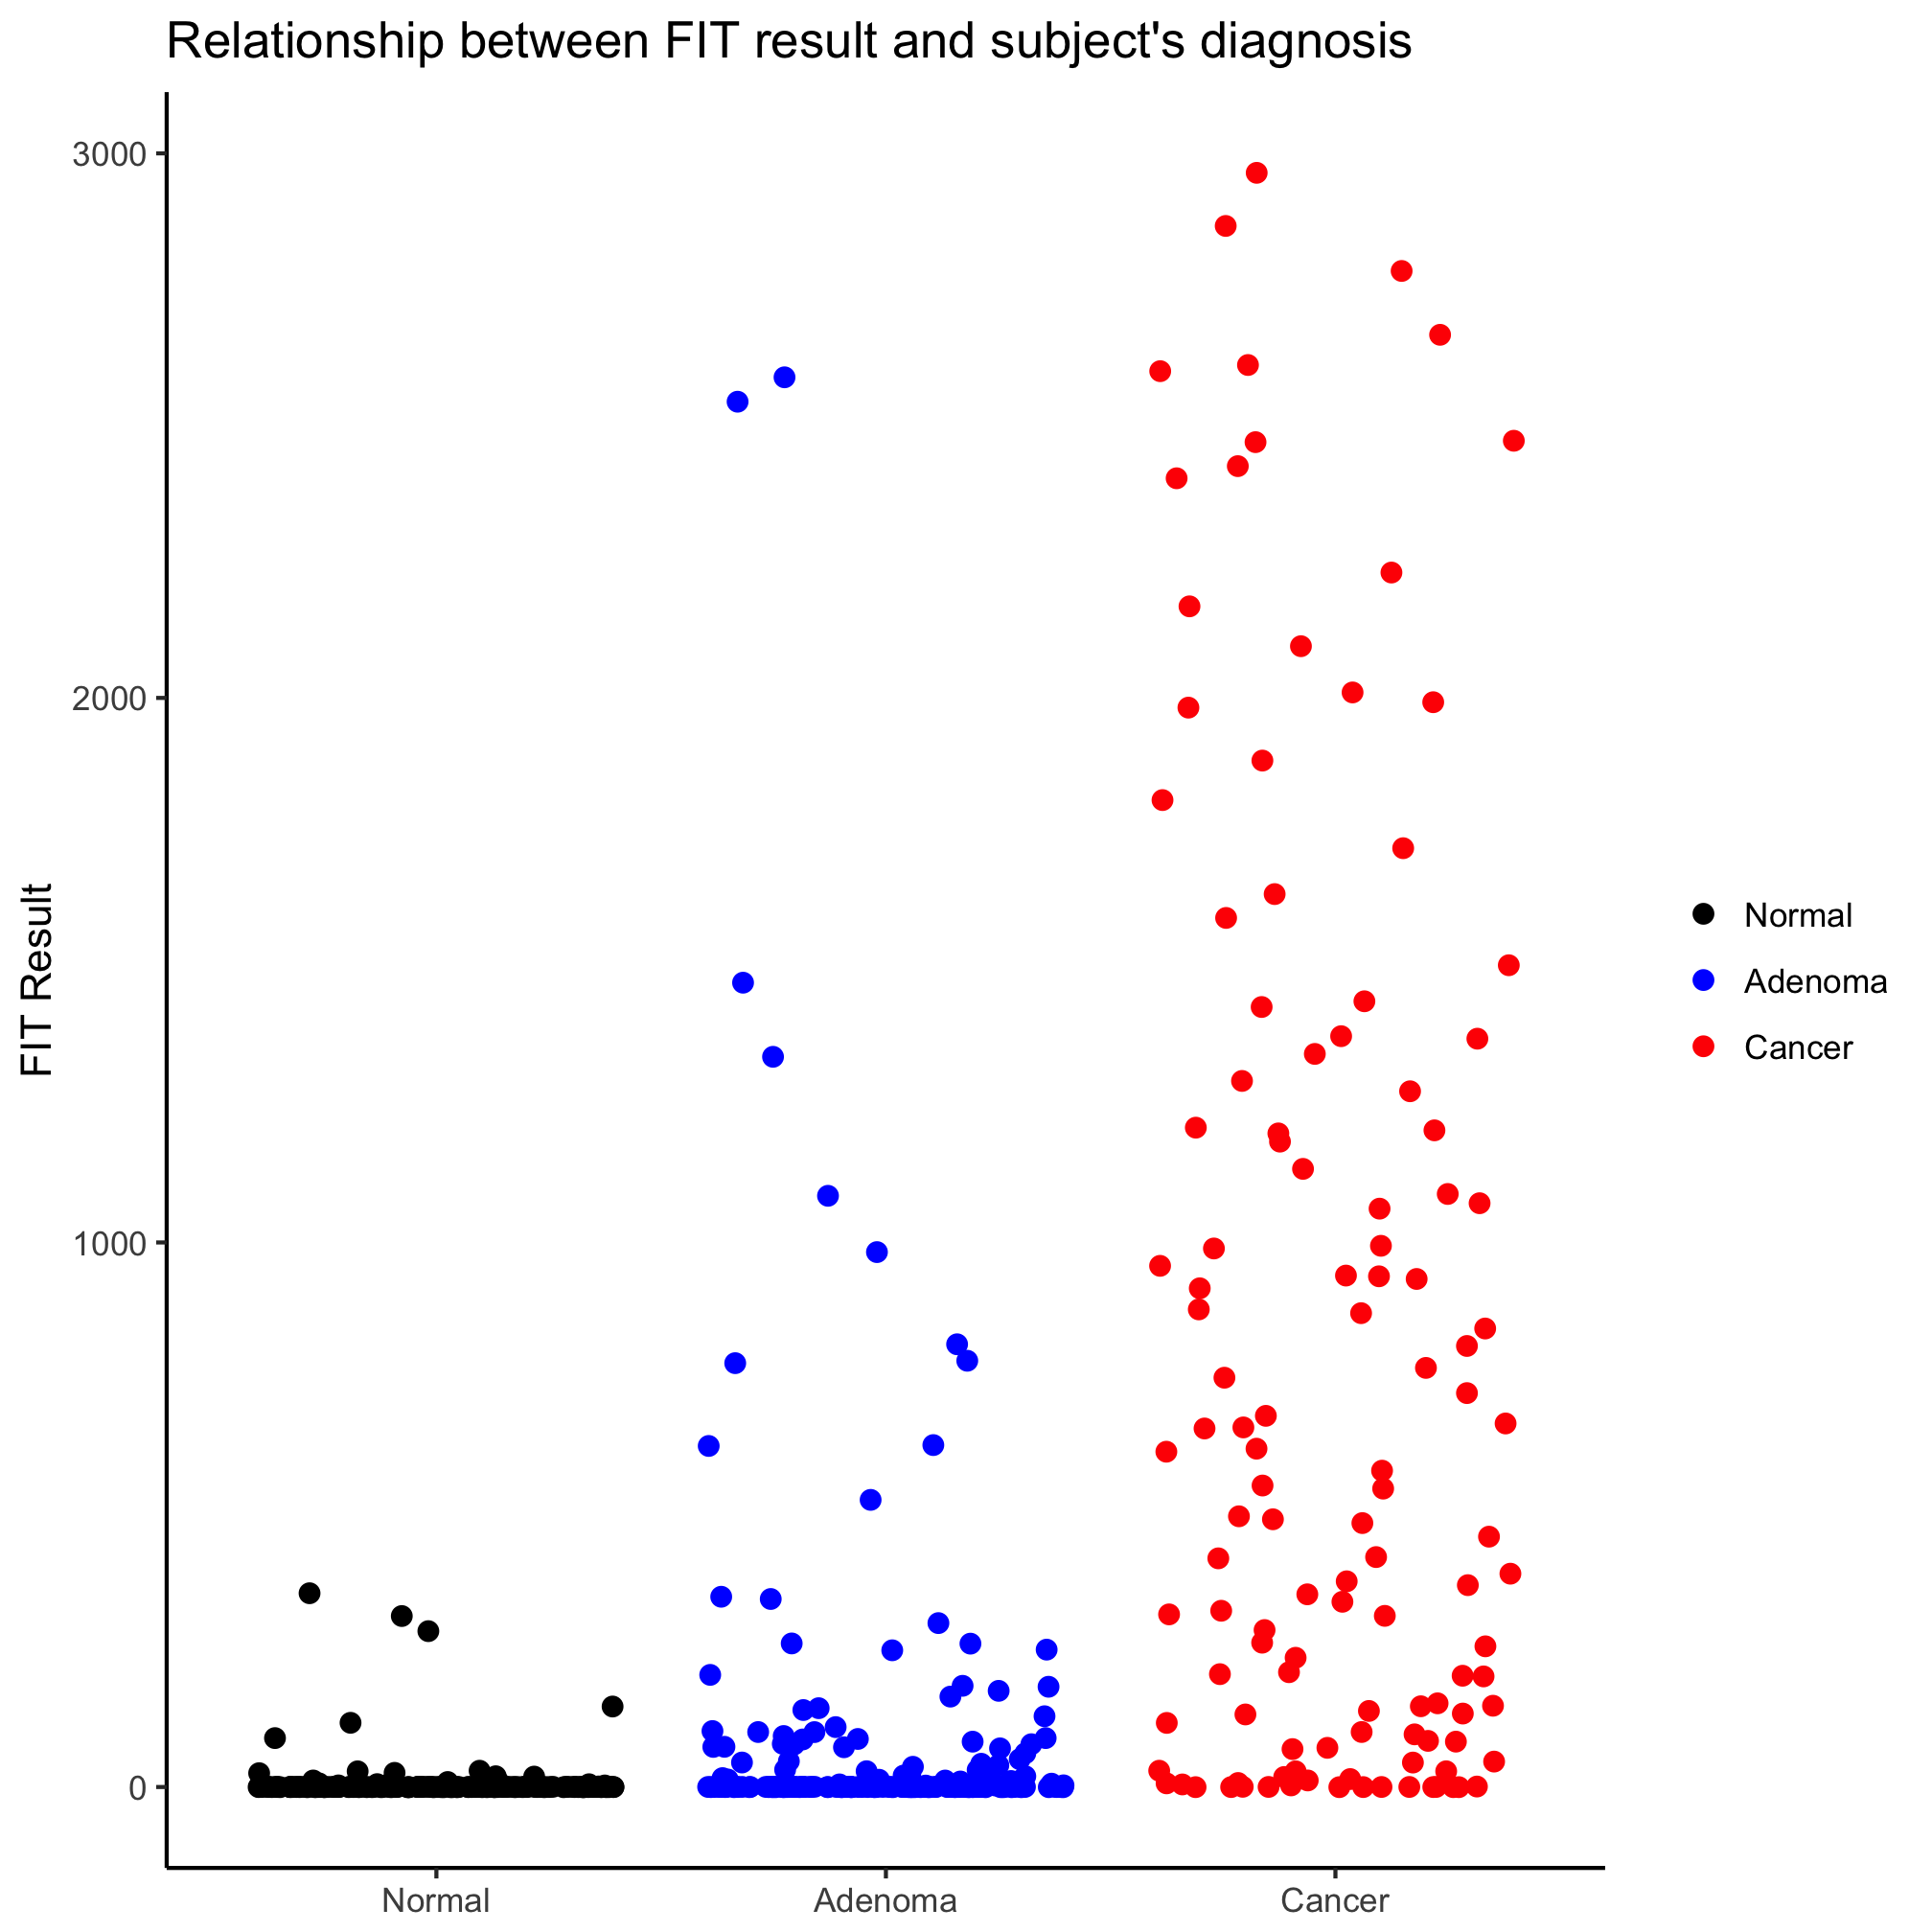 Relationship between FIT result and subject's diagnosis
3000
2000
1000
0
FIT Result
Normal
Adenoma
Cancer
Normal
Adenoma
Cancer